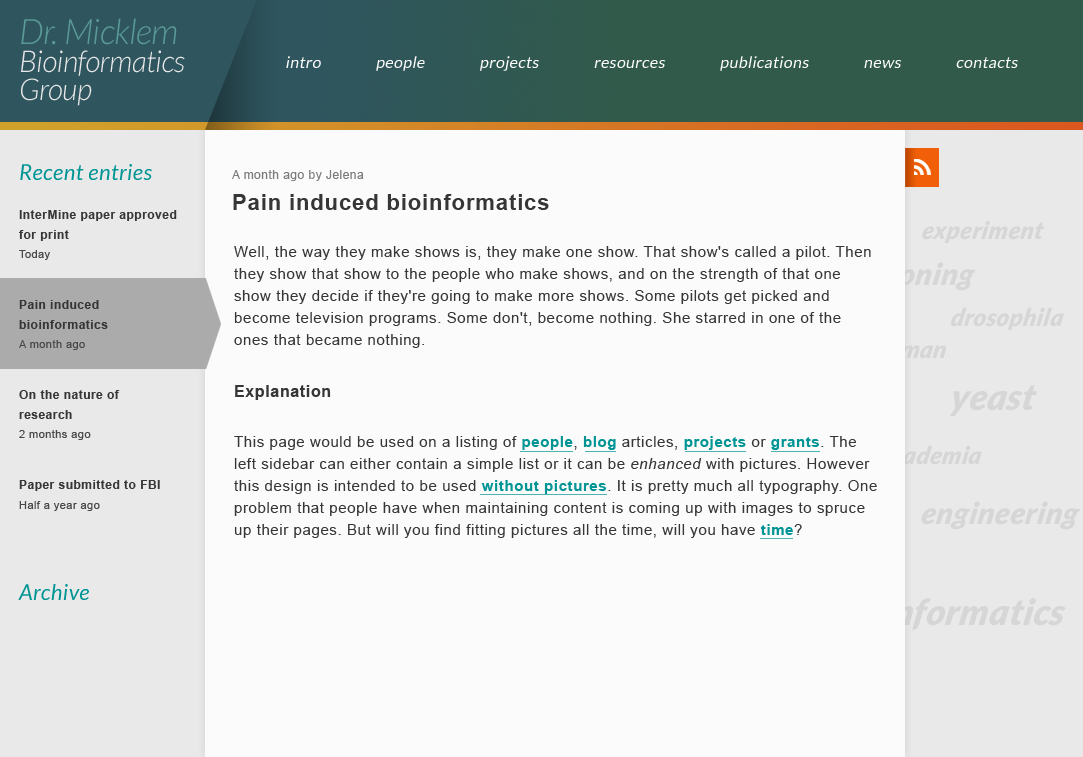 Dr. Micklem
Bioinformatics
Group
intro people projects resources publications news contacts
Recent entries
InterMine paper approved
for print
Today
Pain induced
bioinformatics
A month ago
On the nature of
research
2 months ago
Paper submitted to FBI
Half a year ago
Archive
A month ago by Jelena
Pain induced bioinformatics
Well, the way they make shows is, they make one show. That show's called a pilot. Then
they show that show to the people who make shows, and on the strength of that one
show they decide if they're going to make more shows. Some pilots get picked and
become television programs. Some don't, become nothing. She starred in one of the
ones that became nothing.
Explanation
This page would be used on a listing of people, blog articles, projects or grants. The
left sidebar can either contain a simple list or it can be enhanced with pictures. However
this design is intended to be used without pictures. It is pretty much all typography. One
problem that people have when maintaining content is coming up with images to spruce
up their pages. But will you find fitting pictures all the time, will you have time?
experiment
oning
drosophila
man
yeast
ademia
engineering
nformatics